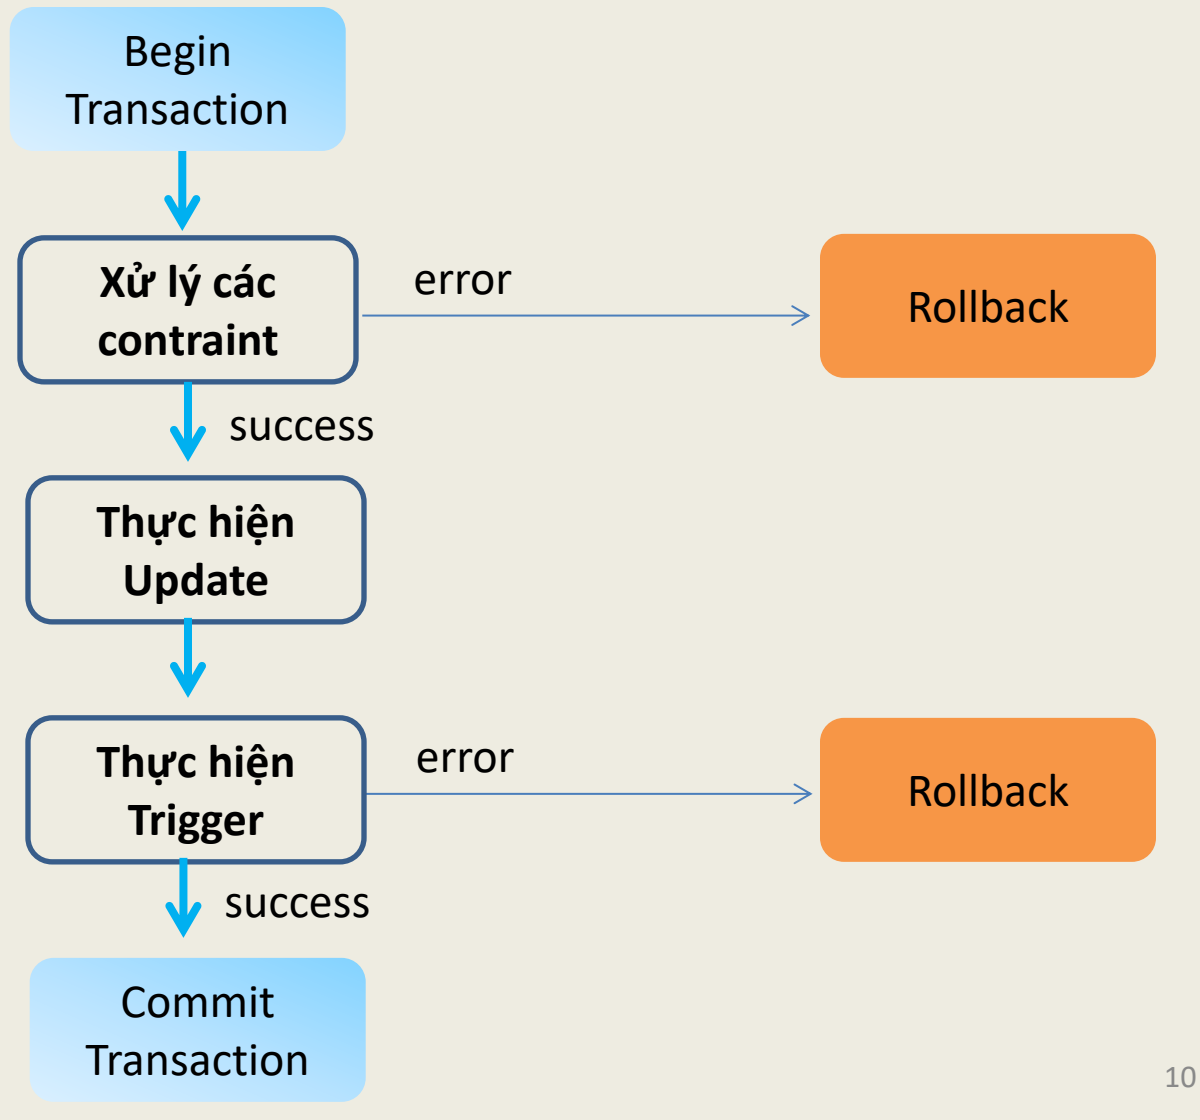 Begin
Transaction
Xử lý các
contraint
error
Rollback
success
Thực hiện
Update
Thực hiện
Trigger
error
Rollback
success
Commit
Transaction
10